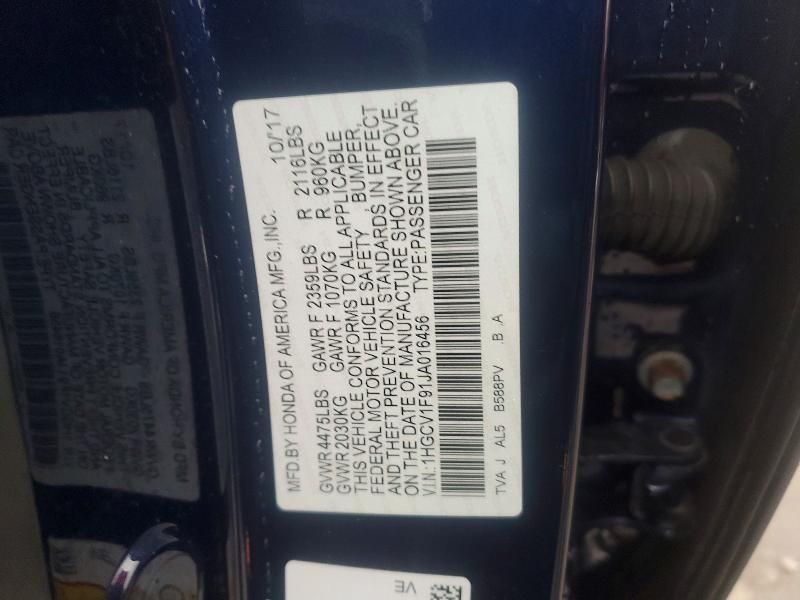 MFD.BY HONDA OF AMERICA MFG.,INC. 10/'17
GVWR 4475LBS GAWR F 2359LBS R 2116LBS
GVWR 2030KG GAWR F 1070KG R 960KG
THIS VEHICLE CONFORMS TO ALL APPLICABLE
FEDERAL MOTOR VEHICLE SAFETY , BUMPER,
AND THEFT PREVENTION STANDARDS IN EFFECT
ON THE DATE OF MANUFACTURE SHOWN ABOVE.
V.I.N.:1HGCV1F91JA016456 TYPE:PASSENGER CAR
TVA J AL5 B588PV .B .A
VE